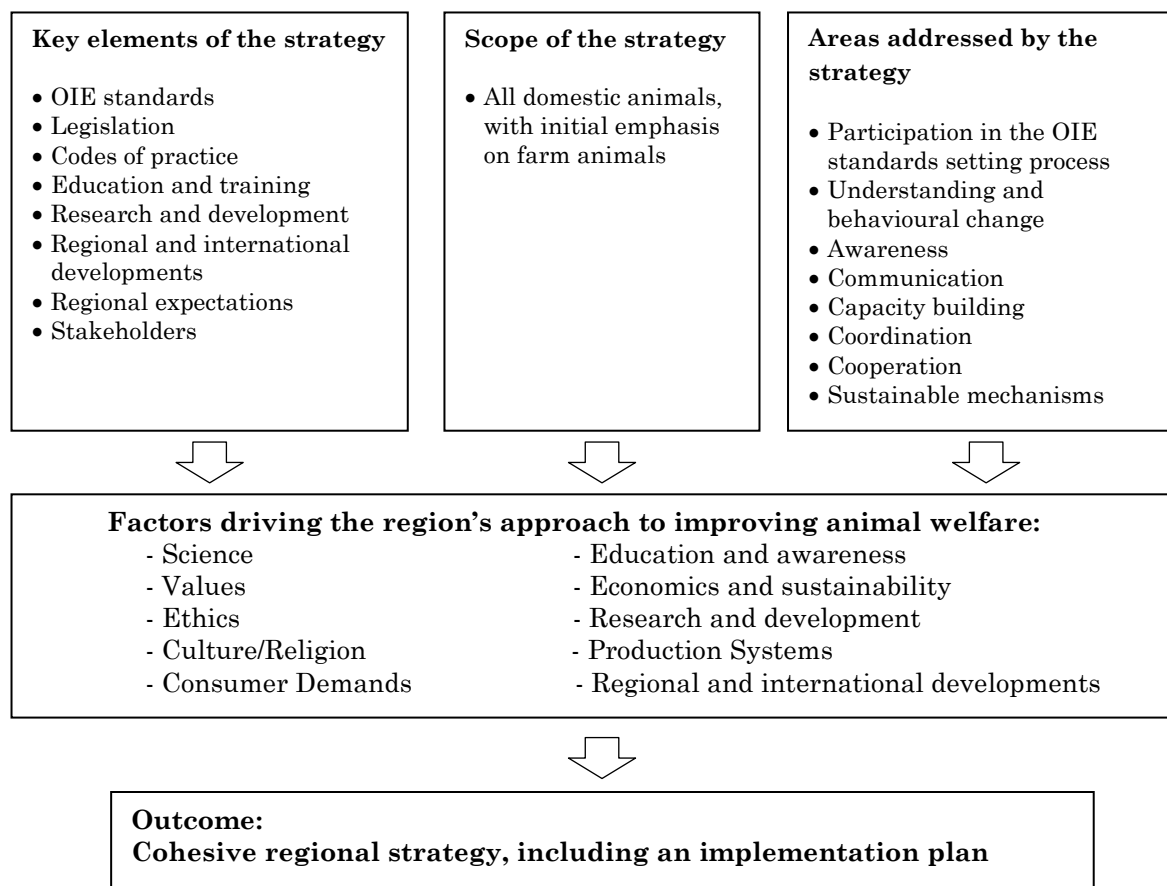 Key elements of the strategy
• OIE standards
• Legislation
• Codes of practice
• Education and training
• Research and development
• Regional and international
developments
• Regional expectations
• Stakeholders
Scope of the strategy
• All domestic animals,
with initial emphasis
on farm animals
Areas addressed by the
strategy
• Participation in the OIE
standards setting process
• Understanding and
behavioural change
• Awareness
• Communication
• Capacity building
• Coordination
• Cooperation
• Sustainable mechanisms
Factors driving the region's approach to improving animal welfare:
- Science
- Values
- Ethics
- Culture/Religion
- Consumer Demands
- Education and awareness
- Economics and sustainability
- Research and development
- Production Systems
- Regional and international developments
Outcome:
Cohesive regional strategy, including an implementation plan